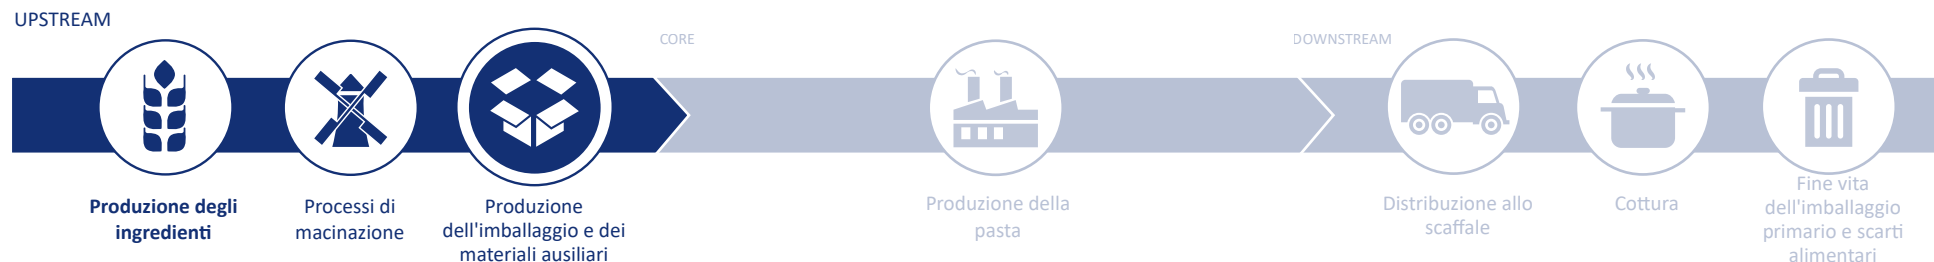 UPSTREAM
CORE
DOWNSTREAM
Produzione degli
ingredienti
Processi di
macinazione
Produzione
dell'imballaggio e dei
materiali ausiliari
Produzione della
pasta
Distribuzione allo
scaffale
Cottura
Fine vita
dell'imballaggio
primario e scarti
alimentari